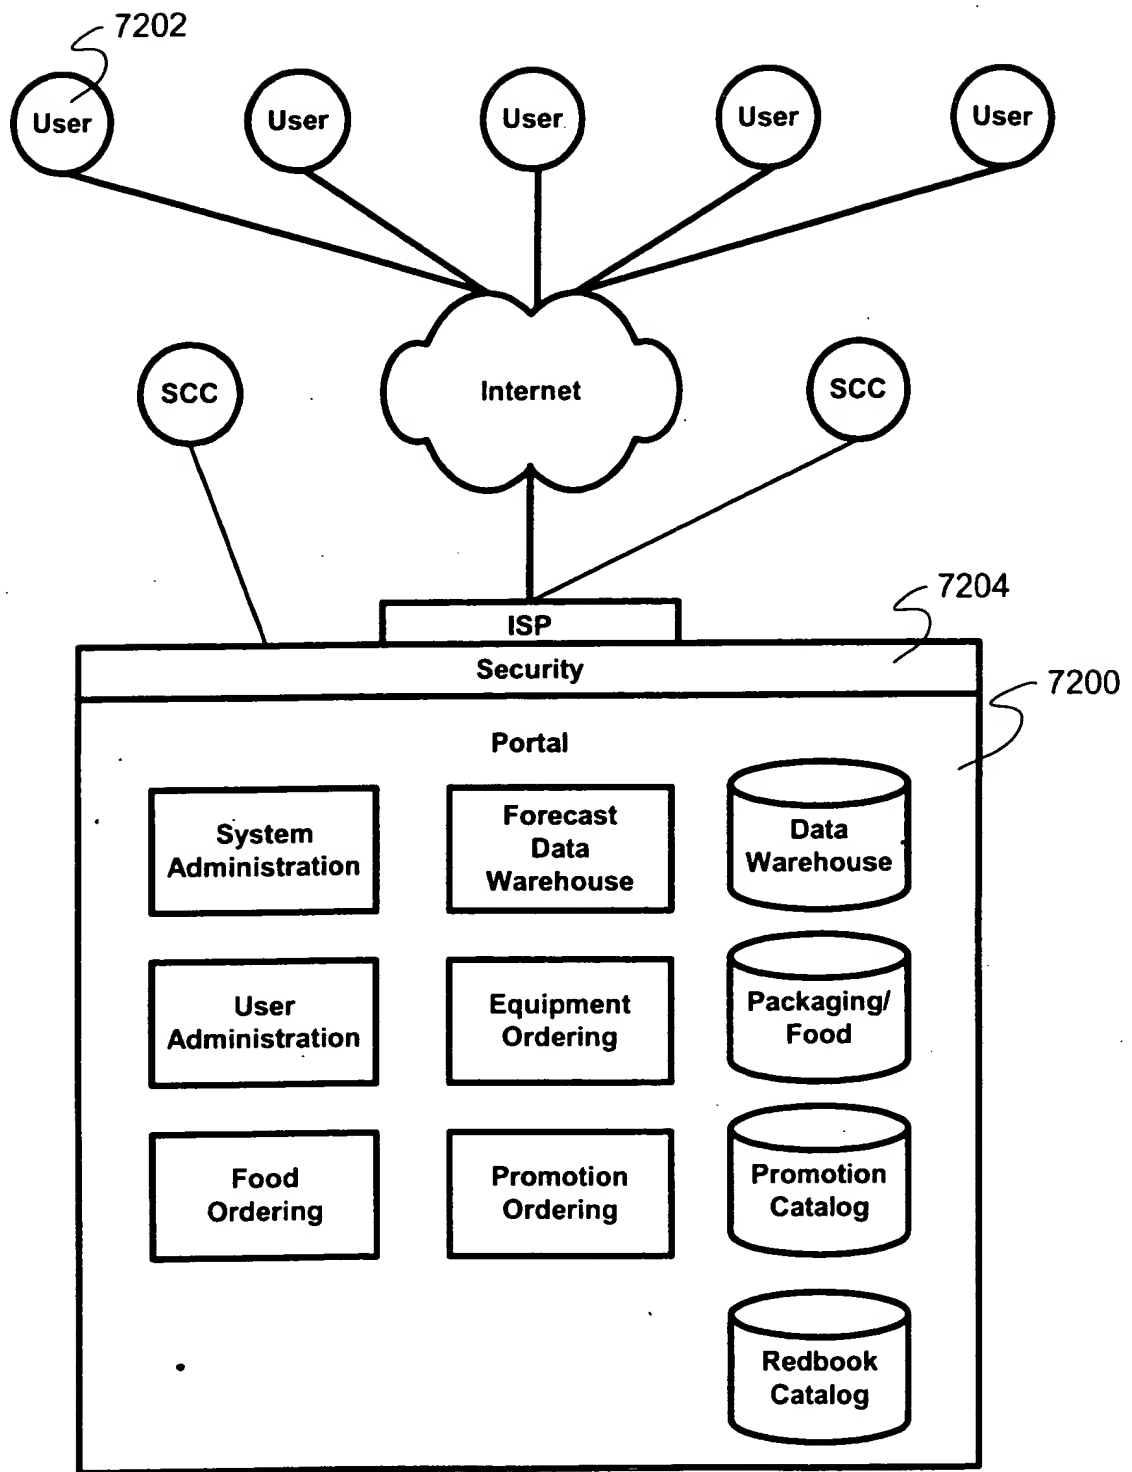 7202
User
User
User
User
User
SCC
Internet
SCC
ISP
7204
Security
7200
Portal
System
Administration
Forecast
Data
Warehouse
Data
Warehouse
User
Administration
Equipment
Ordering
Packaging/
Food
Food
Ordering
Promotion
Ordering
Promotion
Catalog
Redbook
Catalog